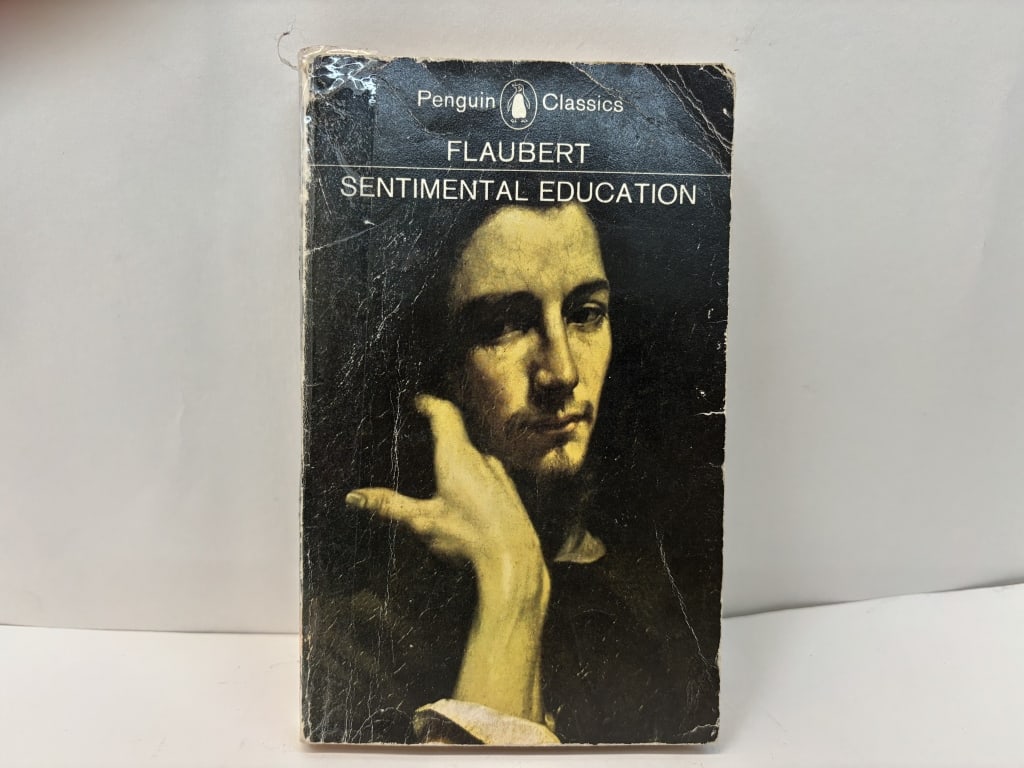 Penguin Classics
FLAUBERT
SENTIMENTAL EDUCATION